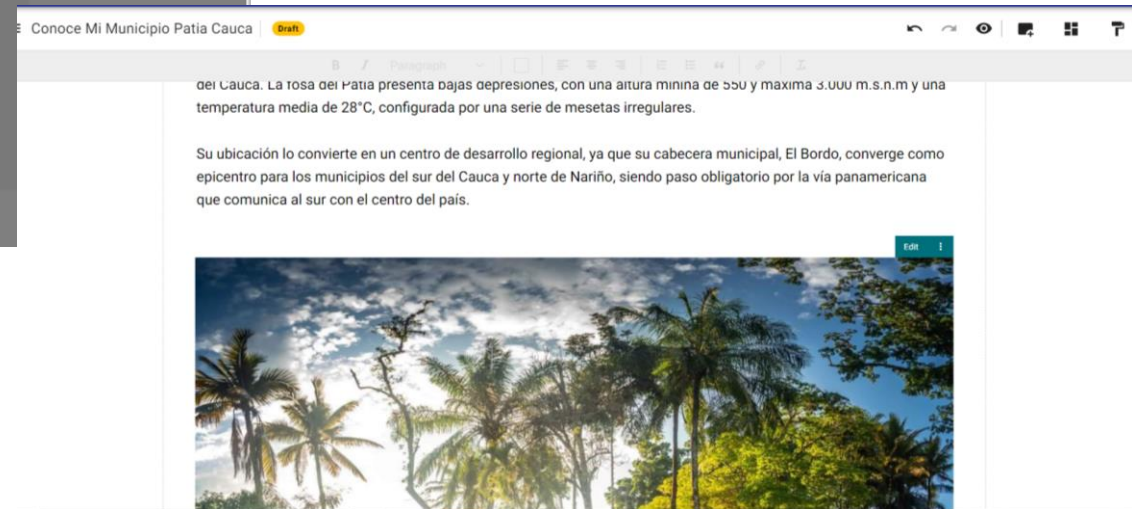 Conoce Mi Municipio Patia Cauca Draft
B I Paragraph
del Cauca. La fosa del Patía presenta bajas depresiones, con una altura mínina de 550 y máxima 3.000 m.s.n.m y una
temperatura media de 28°C, configurada por una serie de mesetas irregulares.
Su ubicación lo convierte en un centro de desarrollo regional, ya que su cabecera municipal, El Bordo, converge como
epicentro para los municipios del sur del Cauca y norte de Nariño, siendo paso obligatorio por la vía panamericana
que comunica al sur con el centro del país.
Edit